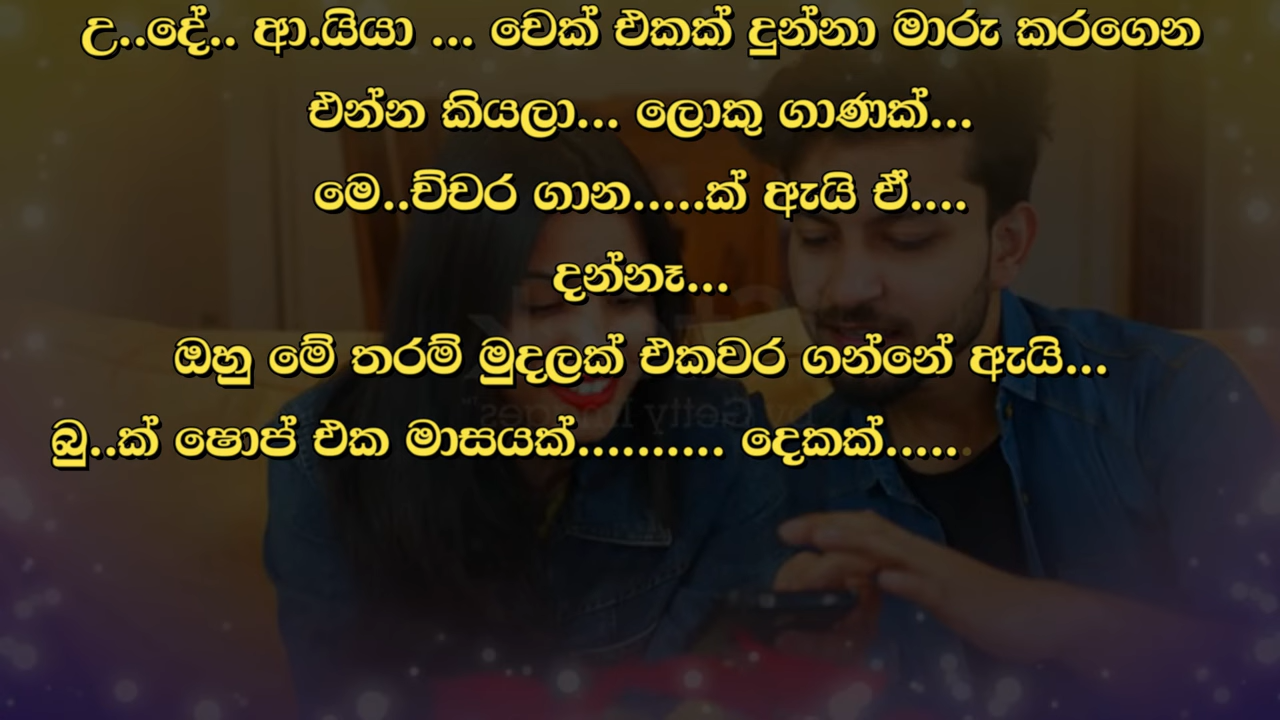 උ..දේ.. ආ.යියා ... චෙක් එකක් දුන්නා මාරු කරගෙන
එන්න කියලා... ලොකු ගාණක්...
මෙ..ච්චර ගාන.....ක් ඇයි ඒ....
දන්නෑ...
ඔහු මේ තරම් මුදලක් එකවර ගන්නේ ඇයි...
බු..ක් ෂොප් එක මාසයක්.......... දෙකක්......